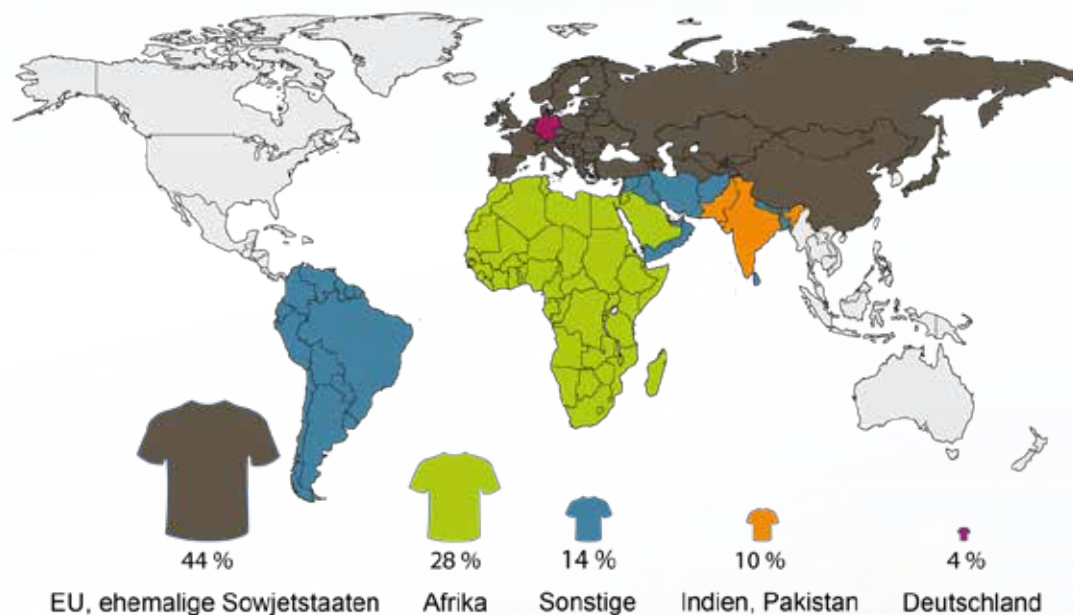 44 % 28 % 14 % 10 % 4 %
EU, ehemalige Sowjetstaaten Afrika Sonstige Indien, Pakistan Deutschland